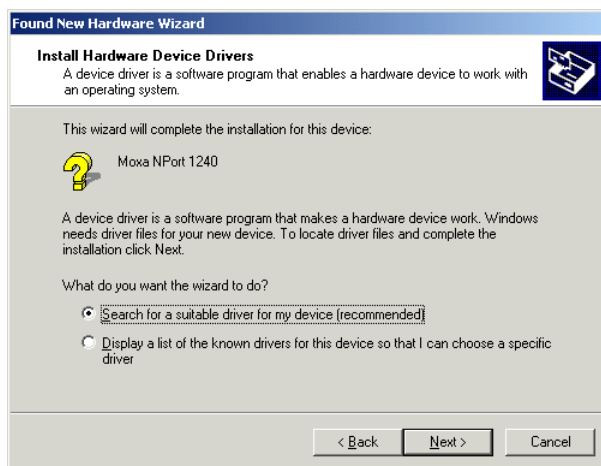 Found New Hardware Wizard
Install Hardware Device Drivers
A device driver is a software program that enables a hardware device to work with
an operating system.
This wizard will complete the installation for this device:
Moxa NPort 1240
A device driver is a software program that makes a hardware device work. Windows
needs driver files for your new device. To locate driver files and complete the
installation click Next.
What do you want the wizard to do?
Search for a suitable driver for my device (recommended)
Display a list of the known drivers for this device so that I can choose a specific
driver
< Back Next > Cancel